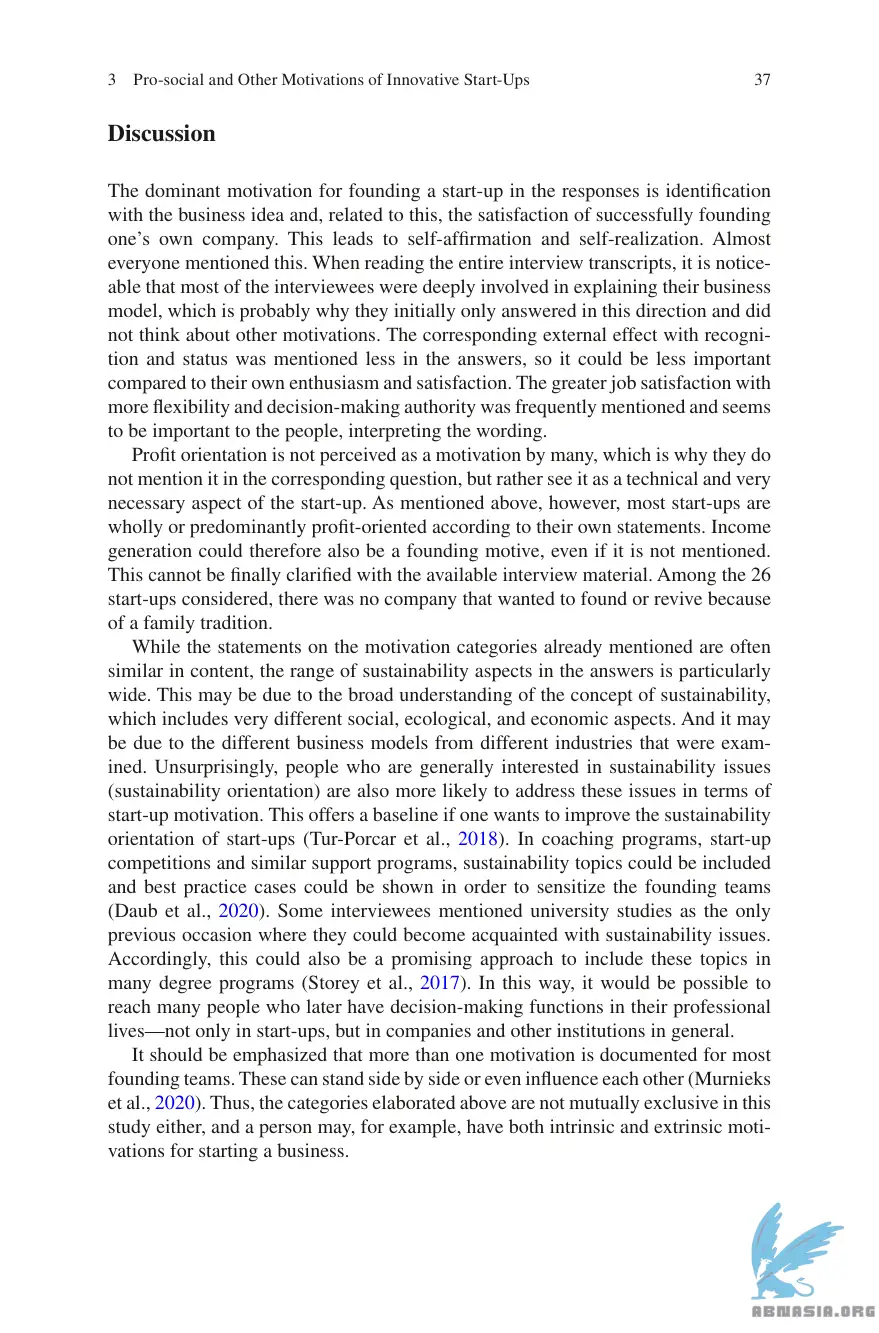 3 Pro-social and Other Motivations of Innovative Start-Ups 37
Discussion
The dominant motivation for founding a start-up in the responses is identification
with the business idea and, related to this, the satisfaction of successfully founding
one’s own company. This leads to self-affirmation and self-realization. Almost
everyone mentioned this. When reading the entire interview transcripts, it is notice-
able that most of the interviewees were deeply involved in explaining their business
model, which is probably why they initially only answered in this direction and did
not think about other motivations. The corresponding external effect with recogni-
tion and status was mentioned less in the answers, so it could be less important
compared to their own enthusiasm and satisfaction. The greater job satisfaction with
more flexibility and decision-making authority was frequently mentioned and seems
to be important to the people, interpreting the wording.
Profit orientation is not perceived as a motivation by many, which is why they do
not mention it in the corresponding question, but rather see it as a technical and very
necessary aspect of the start-up. As mentioned above, however, most start-ups are
wholly or predominantly profit-oriented according to their own statements. Income
generation could therefore also be a founding motive, even if it is not mentioned.
This cannot be finally clarified with the available interview material. Among the 26
start-ups considered, there was no company that wanted to found or revive because
of a family tradition.
While the statements on the motivation categories already mentioned are often
similar in content, the range of sustainability aspects in the answers is particularly
wide. This may be due to the broad understanding of the concept of sustainability,
which includes very different social, ecological, and economic aspects. And it may
be due to the different business models from different industries that were exam-
ined. Unsurprisingly, people who are generally interested in sustainability issues
(sustainability orientation) are also more likely to address these issues in terms of
start-up motivation. This offers a baseline if one wants to improve the sustainability
orientation of start-ups (Tur-Porcar et al., 2018). In coaching programs, start-up
competitions and similar support programs, sustainability topics could be included
and best practice cases could be shown in order to sensitize the founding teams
(Daub et al., 2020). Some interviewees mentioned university studies as the only
previous occasion where they could become acquainted with sustainability issues.
Accordingly, this could also be a promising approach to include these topics in
many degree programs (Storey et al., 2017). In this way, it would be possible to
reach many people who later have decision-making functions in their professional
lives—not only in start-ups, but in companies and other institutions in general.
It should be emphasized that more than one motivation is documented for most
founding teams. These can stand side by side or even influence each other (Murnieks
et al., 2020). Thus, the categories elaborated above are not mutually exclusive in this
study either, and a person may, for example, have both intrinsic and extrinsic moti-
vations for starting a business.
ABNASIA.ORG